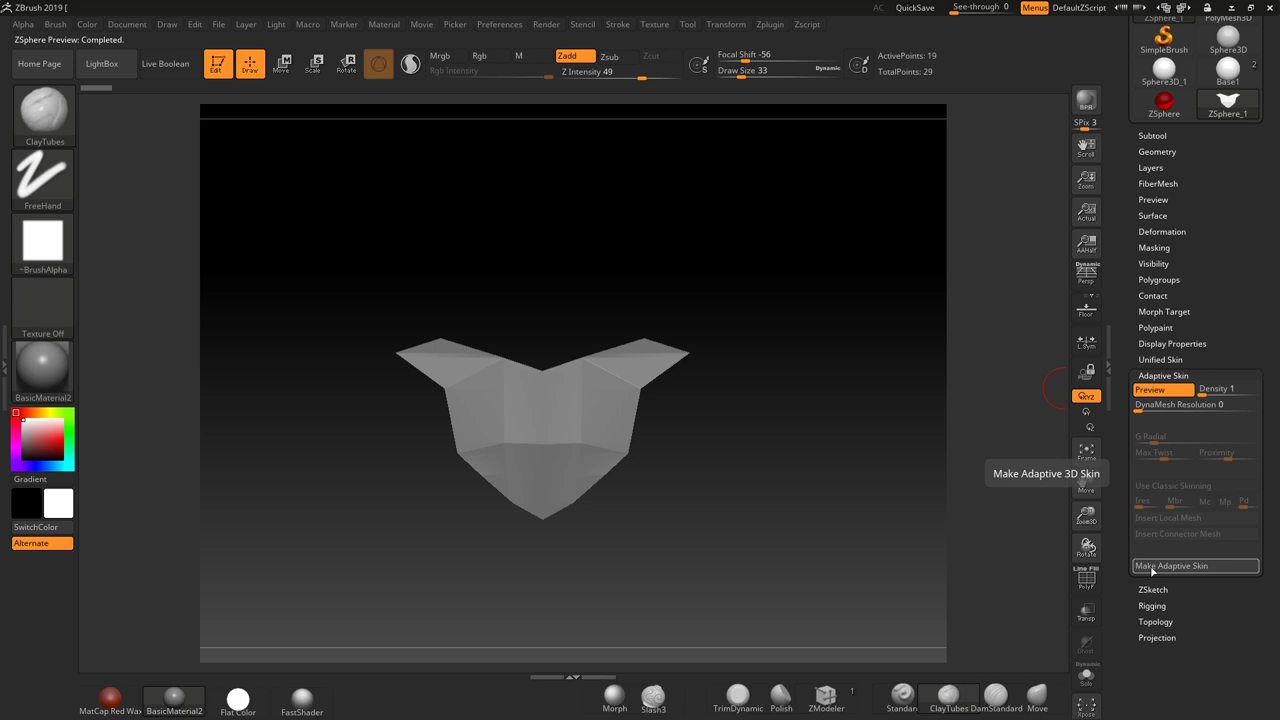 ZBrush 2019 [
AC QuickSave See-through 0 Menus DefaultZScript
Alpha Brush Color Document Draw Edit File Layer Light Macro Marker Material Movie Picker Preferences Render Stencil Stroke Texture Tool Transform Zplugin Zscript
ZSphere Preview: Completed.
Home Page LightBox Live Boolean Edit Draw Move Scale Rotate
Mrgb Rgb M Zadd Zsub Zcut
Rgb Intensity Z Intensity 49
Focal Shift -56
Draw Size 33 Dynamic
S D
ActivePoints: 19
TotalPoints: 29
ClayTubes
FreeHand
~BrushAlpha
Texture Off
BasicMaterial2
Gradient
SwitchColor
Alternate
BPR
SPix 3
Scroll
Zoom
Actual
AAHalf
Dynamic
Persp
Floor
L.Sym
XYZ
Frame
Move
Zoom3D
Rotate
Line Fill
PolyF
Transp
Ghost
Dynamic
Solo
Xpose
Make Adaptive 3D Skin
ZSphere_1 PolyMesh3D
SimpleBrush Sphere3D
2
Sphere3D_1 Base1
ZSphere ZSphere_1
Subtool
Geometry
Layers
FiberMesh
Preview
Surface
Deformation
Masking
Visibility
Polygroups
Contact
Morph Target
Polypaint
Display Properties
Unified Skin
Adaptive Skin
Preview Density 1
DynaMesh Resolution 0
G Radial
Max Twist Proximity
Use Classic Skinning
Ires Mbr Mc Mp Pd
Insert Local Mesh
Insert Connector Mesh
Make Adaptive Skin
ZSketch
Rigging
Topology
Projection
MatCap Red Wax BasicMaterial2 Flat Color FastShader Morph Slash3 TrimDynamic Polish ZModeler 1 Standard ClayTubes DamStandard Move